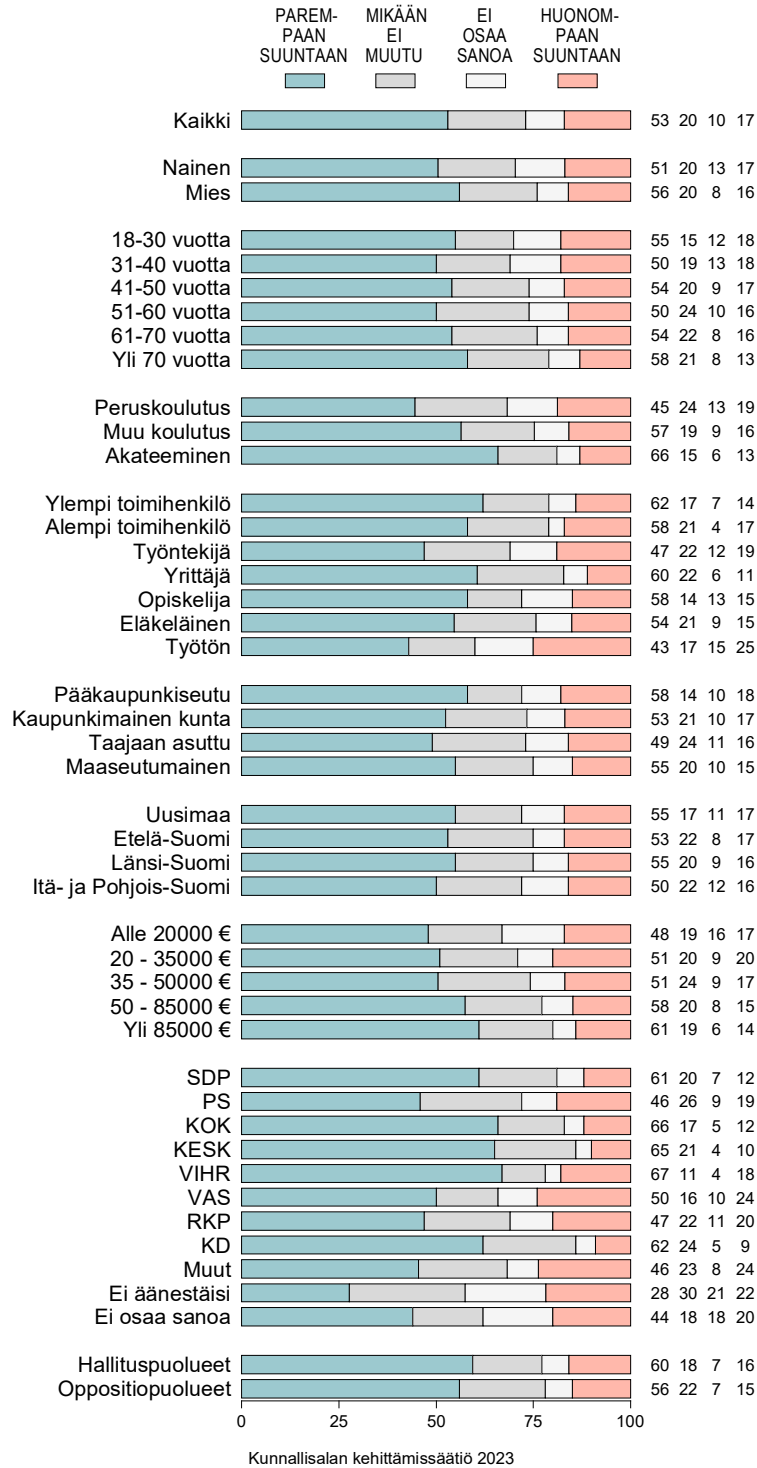 PAREM-
PAAN
SUUNTAAN
MIKÄÄN
EI
MUUTU
EI
OSAA
SANOA
HUONOM-
PAAN
SUUNTAAN
Kaikki 53 20 10 17
Nainen 51 20 13 17
Mies 56 20 8 16
18-30 vuotta 55 15 12 18
31-40 vuotta 50 19 13 18
41-50 vuotta 54 20 9 17
51-60 vuotta 50 24 10 16
61-70 vuotta 54 22 8 16
Yli 70 vuotta 58 21 8 13
Peruskoulutus 45 24 13 19
Muu koulutus 57 19 9 16
Akateeminen 66 15 6 13
Ylempi toimihenkilö 62 17 7 14
Alempi toimihenkilö 58 21 4 17
Työntekijä 47 22 12 19
Yrittäjä 60 22 6 11
Opiskelija 58 14 13 15
Eläkeläinen 54 21 9 15
Työtön 43 17 15 25
Pääkaupunkiseutu 58 14 10 18
Kaupunkimainen kunta 53 21 10 17
Taajaan asuttu 49 24 11 16
Maaseutumainen 55 20 10 15
Uusimaa 55 17 11 17
Etelä-Suomi 53 22 8 17
Länsi-Suomi 55 20 9 16
Itä- ja Pohjois-Suomi 50 22 12 16
Alle 20000 € 48 19 16 17
20 - 35000 € 51 20 9 20
35 - 50000 € 51 24 9 17
50 - 85000 € 58 20 8 15
Yli 85000 € 61 19 6 14
SDP 61 20 7 12
PS 46 26 9 19
KOK 66 17 5 12
KESK 65 21 4 10
VIHR 67 11 4 18
VAS 50 16 10 24
RKP 47 22 11 20
KD 62 24 5 9
Muut 46 23 8 24
Ei äänestäisi 28 30 21 22
Ei osaa sanoa 44 18 18 20
Hallituspuolueet 60 18 7 16
Oppositiopuolueet 56 22 7 15
0 25 50 75 100
Kunnallisalan kehittämissäätiö 2023